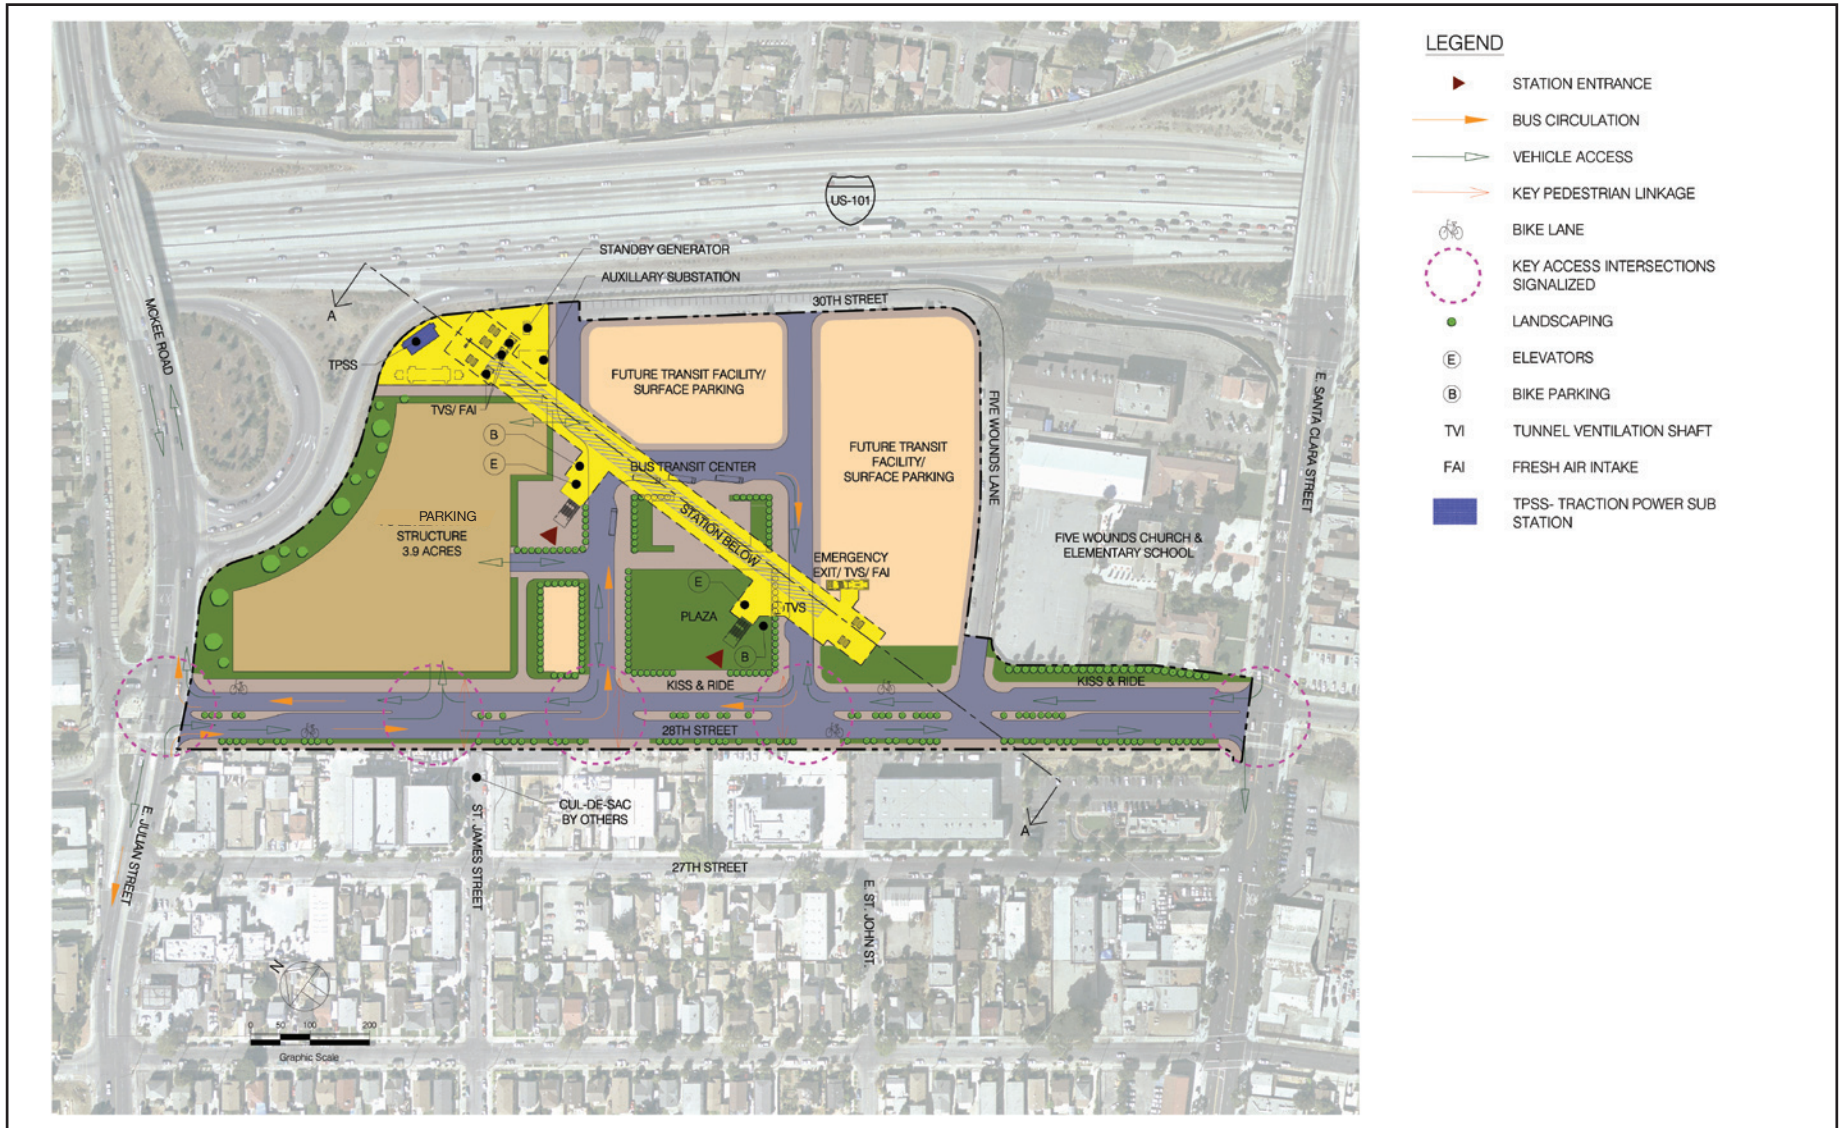 LEGEND
STATION ENTRANCE
BUS CIRCULATION
VEHICLE ACCESS
KEY PEDESTRIAN LINKAGE
BIKE LANE
KEY ACCESS INTERSECTIONS
SIGNALIZED
LANDSCAPING
E
ELEVATORS
B
BIKE PARKING
TVI
TUNNEL VENTILATION SHAFT
FAI
FRESH AIR INTAKE
TPSS- TRACTION POWER SUB
STATION
US-101
STANDBY GENERATOR
AUXILLARY SUBSTATION
A
30TH STREET
MCKEE ROAD
TPSS
TVS/ FAI
FUTURE TRANSIT FACILITY/
SURFACE PARKING
FUTURE TRANSIT
FACILITY/
SURFACE PARKING
FIVE WOUNDS LANE
E. SANTA CLARA STREET
B
E
BUS TRANSIT CENTER
STATION BELOW
PARKING
STRUCTURE
3.9 ACRES
FIVE WOUNDS CHURCH &
ELEMENTARY SCHOOL
EMERGENCY
EXIT/ TVS/ FAI
E
TVS
PLAZA
B
KISS & RIDE
KISS & RIDE
28TH STREET
CUL-DE-SAC
BY OTHERS
A
E. JULIAN STREET
ST. JAMES STREET
27TH STREET
E. ST. JOHN ST.
N
0 50 100 200
Graphic Scale